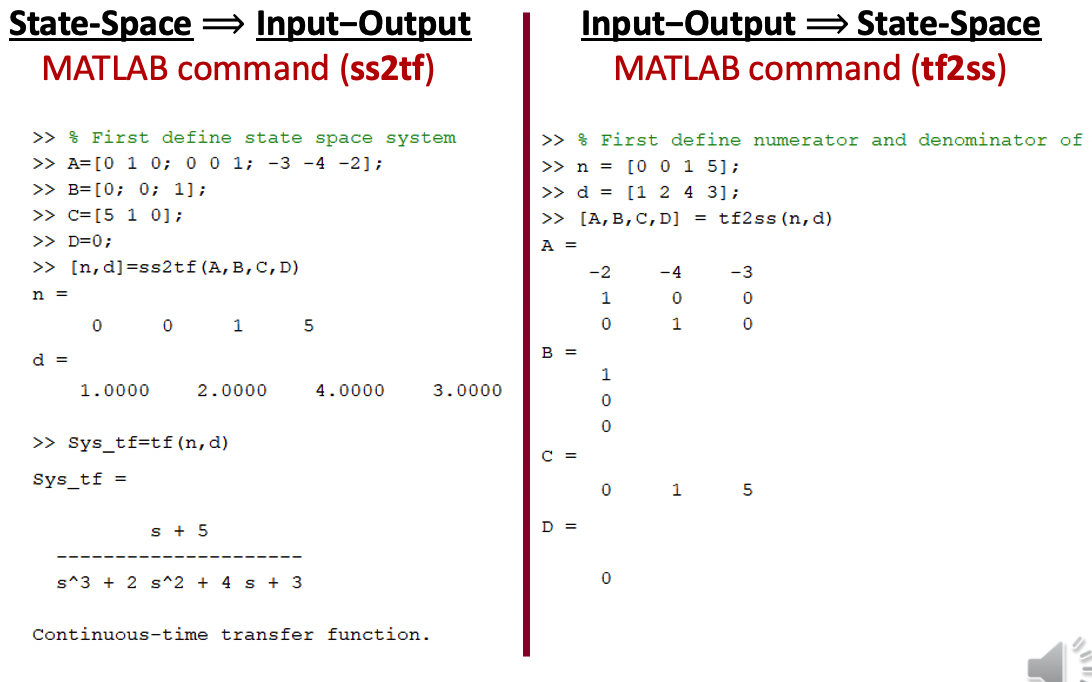 State-Space ⟹ Input–Output
MATLAB command (ss2tf)
>> % First define state space system
>> A=[0 1 0; 0 0 1; -3 -4 -2];
>> B=[0; 0; 1];
>> C=[5 1 0];
>> D=0;
>> [n,d]=ss2tf(A,B,C,D)
n =
0 0 1 5
d =
1.0000 2.0000 4.0000 3.0000
>> Sys_tf=tf(n,d)
Sys_tf =
s + 5
---------------------
s^3 + 2 s^2 + 4 s + 3
Continuous-time transfer function.
Input–Output ⟹ State-Space
MATLAB command (tf2ss)
>> % First define numerator and denominator of
>> n = [0 0 1 5];
>> d = [1 2 4 3];
>> [A,B,C,D] = tf2ss(n,d)
A =
-2 -4 -3
1 0 0
0 1 0
B =
1
0
0
C =
0 1 5
D =
0